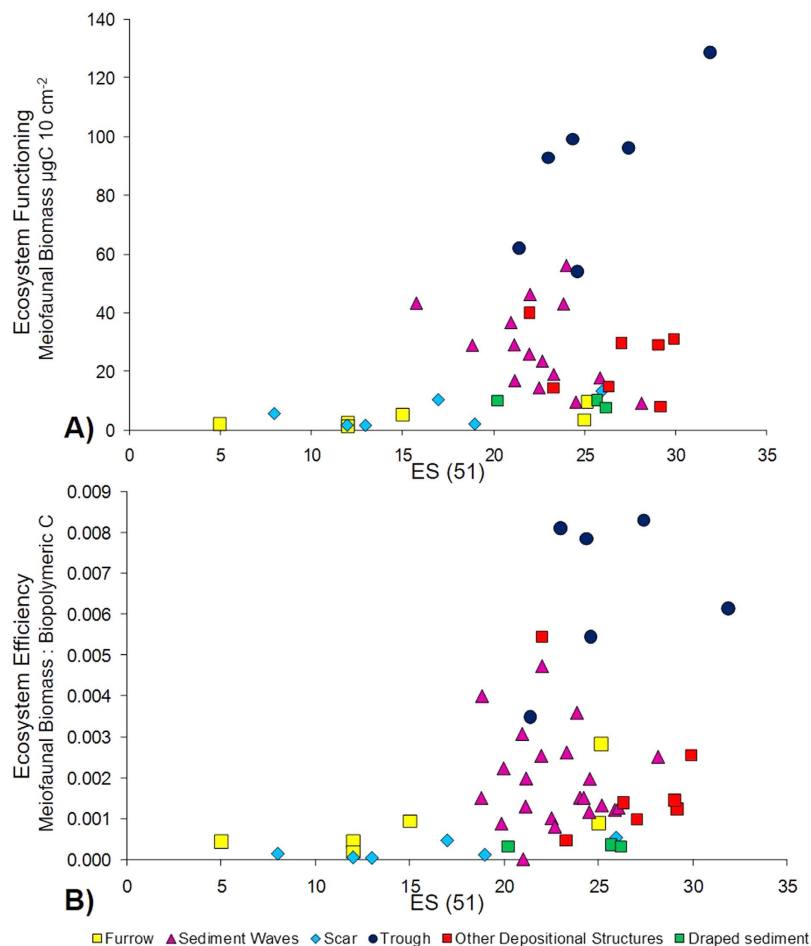 140
120
100
80
60
40
20
0
Ecosystem Functioning
Meiofaunal Biomass µgC 10 cm-2
A)
0 5 10 15 20 25 30 35
ES (51)
0.009
0.008
0.007
0.006
0.005
0.004
0.003
0.002
0.001
0.000
Ecosystem Efficiency
Meiofaunal Biomass : Biopolymeric C
B)
0 5 10 15 20 25 30 35
ES (51)
Furrow Sediment Waves Scar Trough Other Depositional Structures Draped sediment